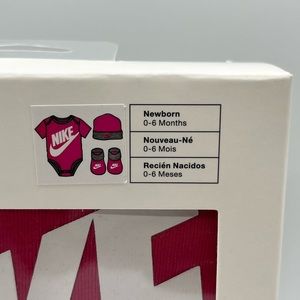 NIKE
Newborn
0-6 Months
Nouveau-Né
0-6 Mois
Recién Nacidos
0-6 Meses